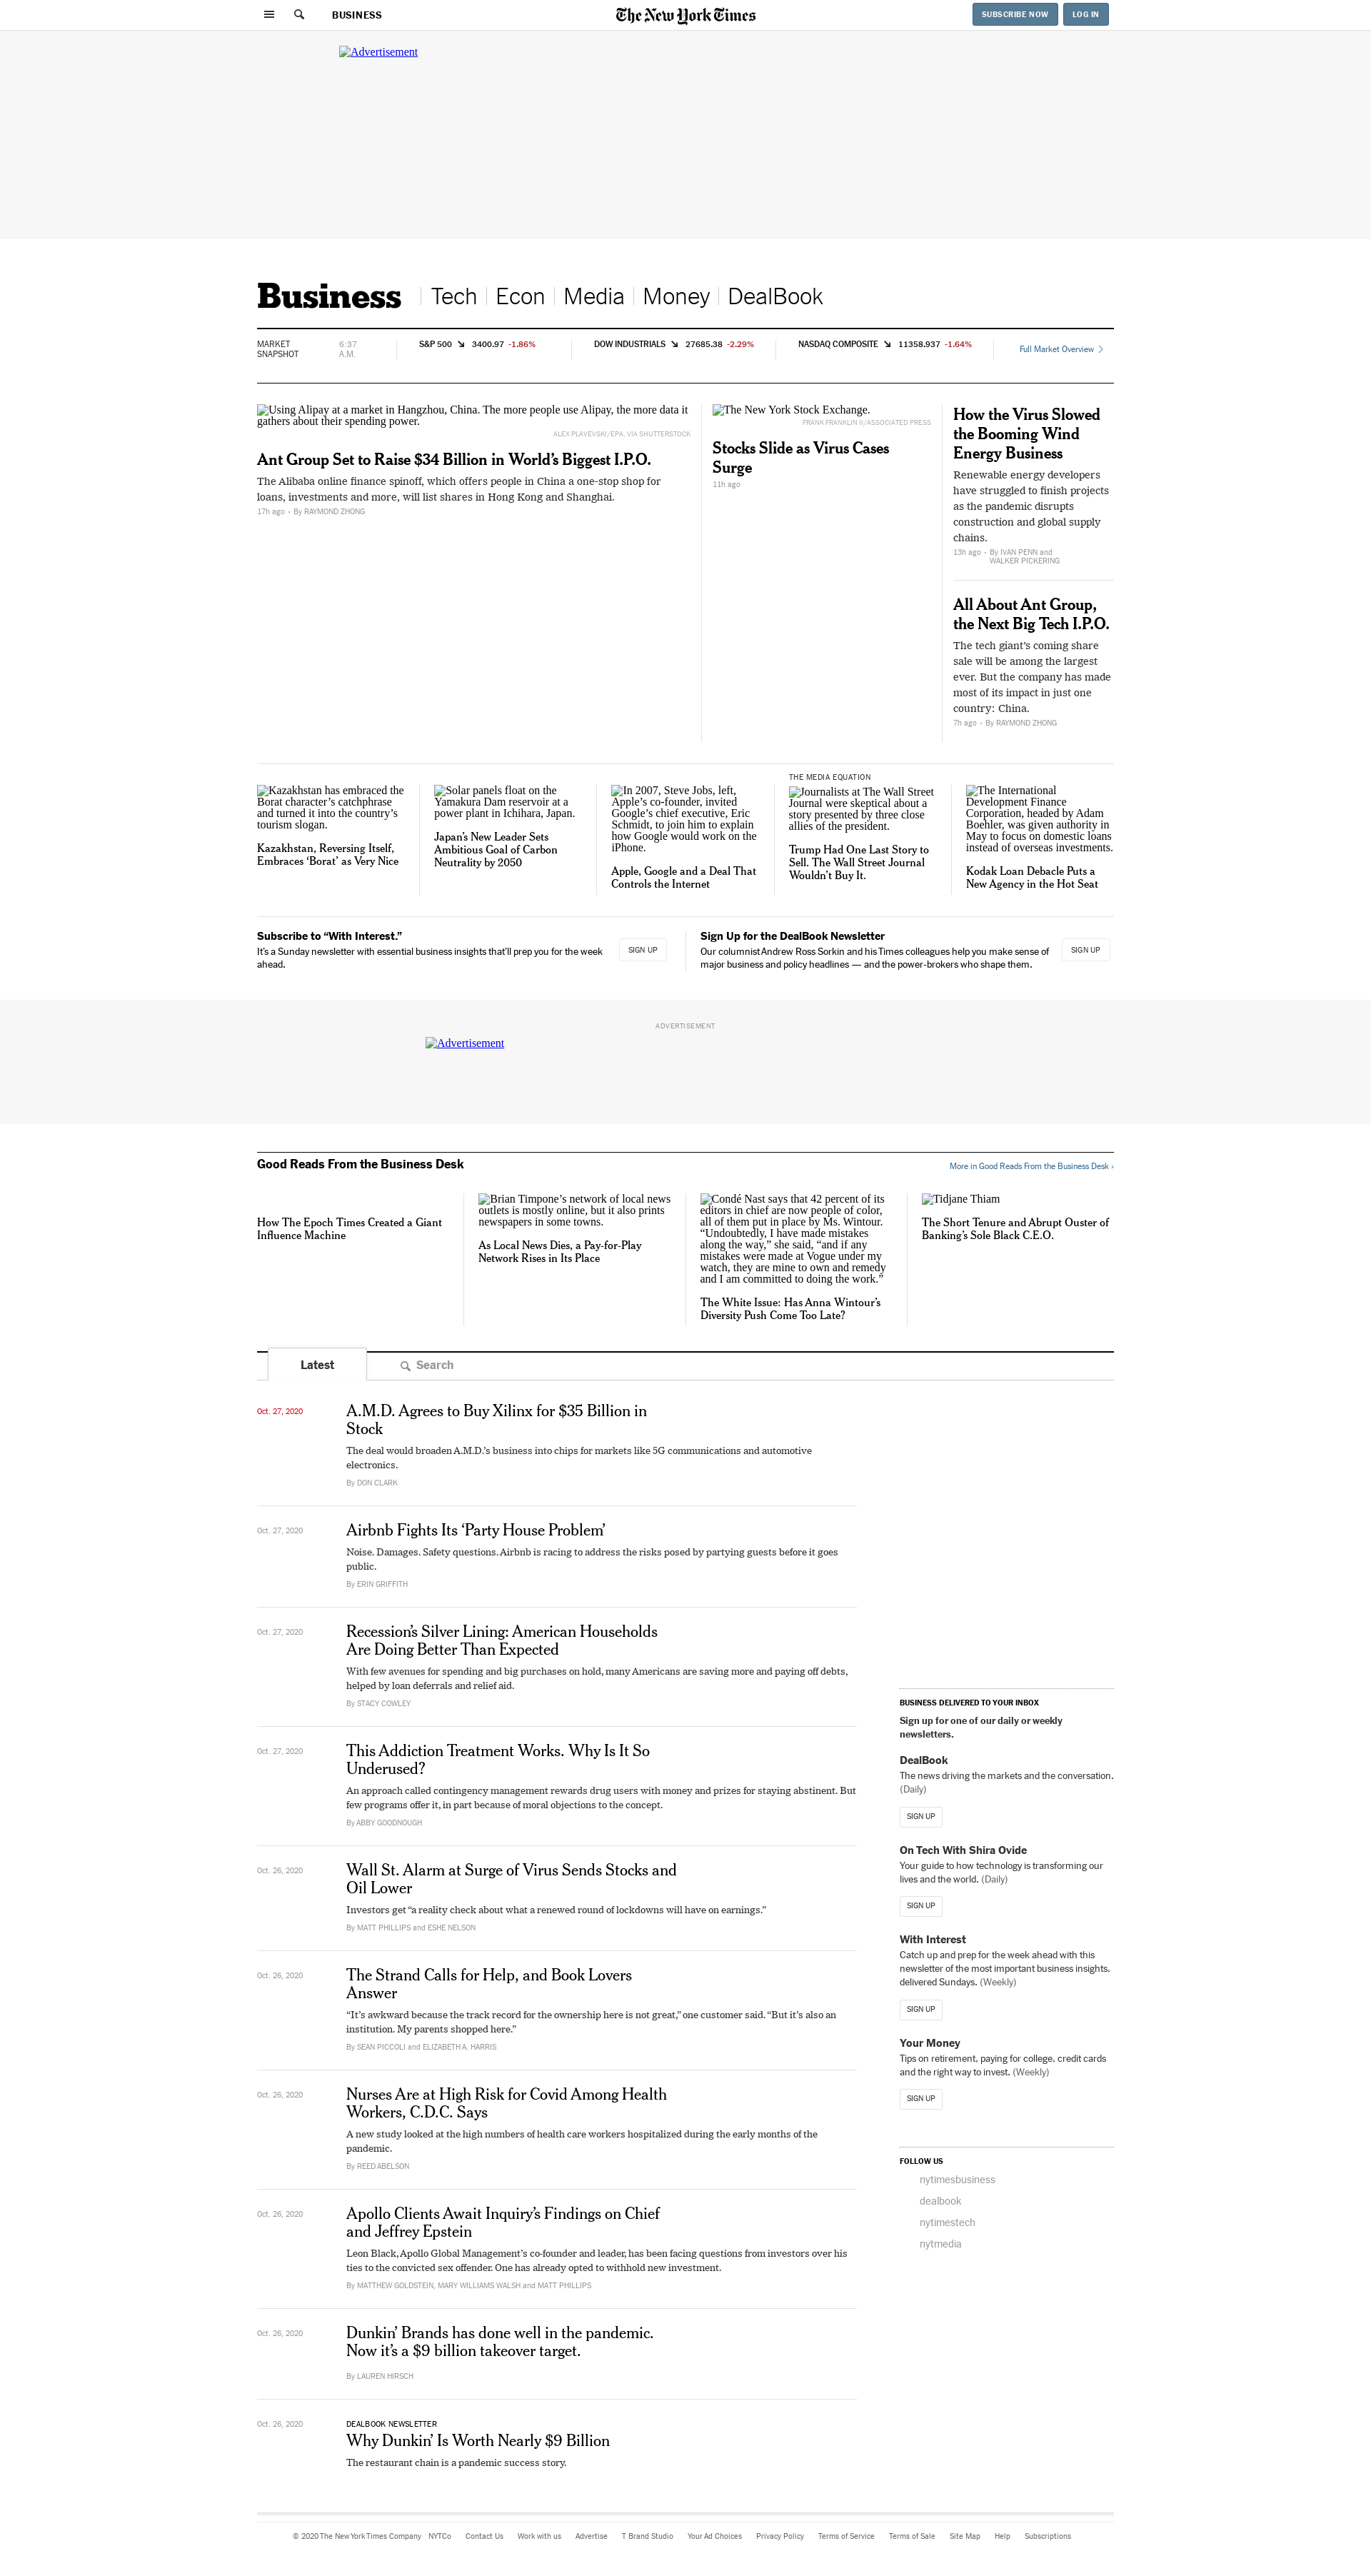 BUSINESS
The New York Times
SUBSCRIBE NOW
LOG IN
Advertisement
Business
Tech
Econ
Media
Money
DealBook
MARKET
SNAPSHOT
6:37
A.M.
S&P 500 3400.97 -1.86%
DOW INDUSTRIALS 27685.38 -2.29%
NASDAQ COMPOSITE 11358.937 -1.64%
Full Market Overview
Using Alipay at a market in Hangzhou, China. The more people use Alipay, the more data it
gathers about their spending power.
ALEX PLAVEVSKI/EPA, VIA SHUTTERSTOCK
Ant Group Set to Raise $34 Billion in World’s Biggest I.P.O.
The Alibaba online finance spinoff, which offers people in China a one-stop shop for
loans, investments and more, will list shares in Hong Kong and Shanghai.
17h ago • By RAYMOND ZHONG
The New York Stock Exchange.
FRANK FRANKLIN II/ASSOCIATED PRESS
Stocks Slide as Virus Cases
Surge
11h ago
How the Virus Slowed
the Booming Wind
Energy Business
Renewable energy developers
have struggled to finish projects
as the pandemic disrupts
construction and global supply
chains.
13h ago • By IVAN PENN and
WALKER PICKERING
All About Ant Group,
the Next Big Tech I.P.O.
The tech giant’s coming share
sale will be among the largest
ever. But the company has made
most of its impact in just one
country: China.
7h ago • By RAYMOND ZHONG
Kazakhstan has embraced the
Borat character’s catchphrase
and turned it into the country’s
tourism slogan.
Kazakhstan, Reversing Itself,
Embraces ‘Borat’ as Very Nice
Solar panels float on the
Yamakura Dam reservoir at a
power plant in Ichihara, Japan.
Japan’s New Leader Sets
Ambitious Goal of Carbon
Neutrality by 2050
In 2007, Steve Jobs, left,
Apple’s co-founder, invited
Google’s chief executive, Eric
Schmidt, to join him to explain
how Google would work on the
iPhone.
Apple, Google and a Deal That
Controls the Internet
THE MEDIA EQUATION
Journalists at The Wall Street
Journal were skeptical about a
story presented by three close
allies of the president.
Trump Had One Last Story to
Sell. The Wall Street Journal
Wouldn’t Buy It.
The International
Development Finance
Corporation, headed by Adam
Boehler, was given authority in
May to focus on domestic loans
instead of overseas investments.
Kodak Loan Debacle Puts a
New Agency in the Hot Seat
Subscribe to “With Interest.”
It’s a Sunday newsletter with essential business insights that’ll prep you for the week
ahead.
SIGN UP
Sign Up for the DealBook Newsletter
Our columnist Andrew Ross Sorkin and his Times colleagues help you make sense of
major business and policy headlines — and the power-brokers who shape them.
SIGN UP
ADVERTISEMENT
Advertisement
Good Reads From the Business Desk
More in Good Reads From the Business Desk ›
How The Epoch Times Created a Giant
Influence Machine
Brian Timpone’s network of local news
outlets is mostly online, but it also prints
newspapers in some towns.
As Local News Dies, a Pay-for-Play
Network Rises in Its Place
Condé Nast says that 42 percent of its
editors in chief are now people of color,
all of them put in place by Ms. Wintour.
“Undoubtedly, I have made mistakes
along the way,” she said, “and if any
mistakes were made at Vogue under my
watch, they are mine to own and remedy
and I am committed to doing the work.”
The White Issue: Has Anna Wintour’s
Diversity Push Come Too Late?
Tidjane Thiam
The Short Tenure and Abrupt Ouster of
Banking’s Sole Black C.E.O.
Latest
Search
Oct. 27, 2020
A.M.D. Agrees to Buy Xilinx for $35 Billion in
Stock
The deal would broaden A.M.D.’s business into chips for markets like 5G communications and automotive
electronics.
By DON CLARK
Oct. 27, 2020
Airbnb Fights Its ‘Party House Problem’
Noise. Damages. Safety questions. Airbnb is racing to address the risks posed by partying guests before it goes
public.
By ERIN GRIFFITH
Oct. 27, 2020
Recession’s Silver Lining: American Households
Are Doing Better Than Expected
With few avenues for spending and big purchases on hold, many Americans are saving more and paying off debts,
helped by loan deferrals and relief aid.
By STACY COWLEY
Oct. 27, 2020
This Addiction Treatment Works. Why Is It So
Underused?
An approach called contingency management rewards drug users with money and prizes for staying abstinent. But
few programs offer it, in part because of moral objections to the concept.
By ABBY GOODNOUGH
Oct. 26, 2020
Wall St. Alarm at Surge of Virus Sends Stocks and
Oil Lower
Investors get “a reality check about what a renewed round of lockdowns will have on earnings.”
By MATT PHILLIPS and ESHE NELSON
Oct. 26, 2020
The Strand Calls for Help, and Book Lovers
Answer
“It’s awkward because the track record for the ownership here is not great,” one customer said. “But it’s also an
institution. My parents shopped here.”
By SEAN PICCOLI and ELIZABETH A. HARRIS
Oct. 26, 2020
Nurses Are at High Risk for Covid Among Health
Workers, C.D.C. Says
A new study looked at the high numbers of health care workers hospitalized during the early months of the
pandemic.
By REED ABELSON
Oct. 26, 2020
Apollo Clients Await Inquiry’s Findings on Chief
and Jeffrey Epstein
Leon Black, Apollo Global Management’s co-founder and leader, has been facing questions from investors over his
ties to the convicted sex offender. One has already opted to withhold new investment.
By MATTHEW GOLDSTEIN, MARY WILLIAMS WALSH and MATT PHILLIPS
Oct. 26, 2020
Dunkin’ Brands has done well in the pandemic.
Now it’s a $9 billion takeover target.
By LAUREN HIRSCH
Oct. 26, 2020
DEALBOOK NEWSLETTER
Why Dunkin’ Is Worth Nearly $9 Billion
The restaurant chain is a pandemic success story.
BUSINESS DELIVERED TO YOUR INBOX
Sign up for one of our daily or weekly
newsletters.
DealBook
The news driving the markets and the conversation.
(Daily)
SIGN UP
On Tech With Shira Ovide
Your guide to how technology is transforming our
lives and the world. (Daily)
SIGN UP
With Interest
Catch up and prep for the week ahead with this
newsletter of the most important business insights,
delivered Sundays. (Weekly)
SIGN UP
Your Money
Tips on retirement, paying for college, credit cards
and the right way to invest. (Weekly)
SIGN UP
FOLLOW US
nytimesbusiness
dealbook
nytimestech
nytmedia
© 2020 The New York Times Company NYTCo Contact Us Work with us Advertise T Brand Studio Your Ad Choices Privacy Policy Terms of Service Terms of Sale Site Map Help Subscriptions